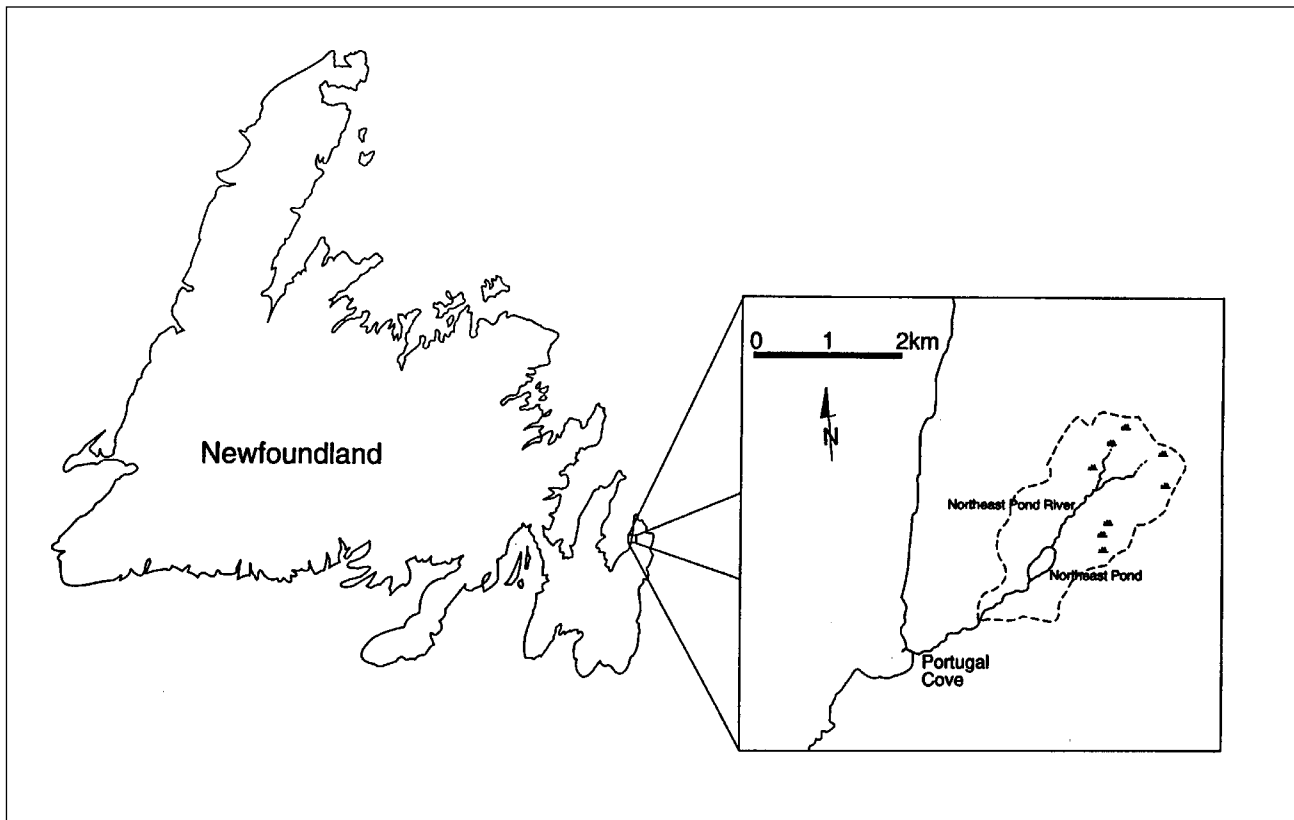 Newfoundland
0 1 2km
N
Northeast Pond River
Northeast Pond
Portugal
Cove